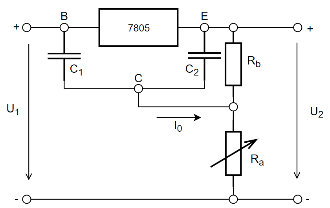 + B 7805 E +
C1 C2 Rb
C
U1 I0 U2
Ra
- -